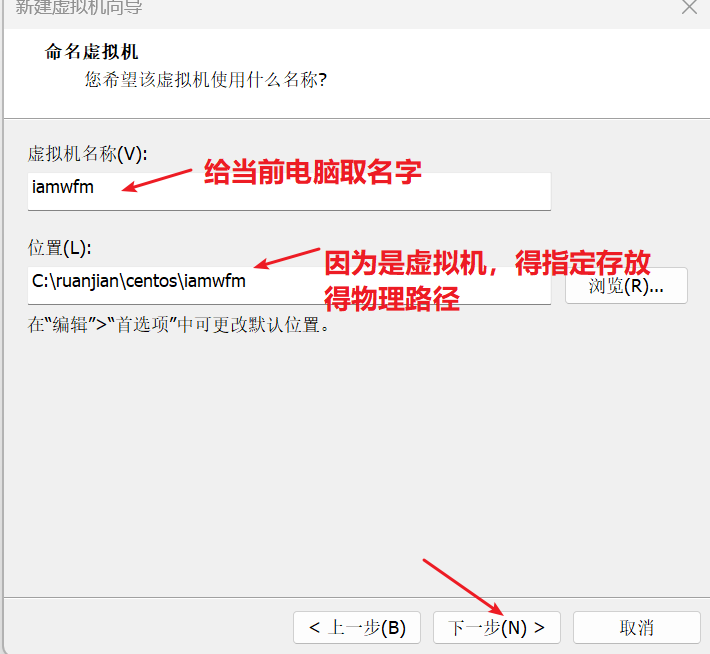 新建虚拟机向导
命名虚拟机
您希望该虚拟机使用什么名称?
虚拟机名称(V):
给当前电脑取名字
iamwfm
位置(L):
因为是虚拟机，得指定存放
C:\ruanjian\centos\iamwfm
浏览(R)...
得物理路径
在“编辑”>“首选项”中可更改默认位置。
< 上一步(B)
下一步(N) >
取消